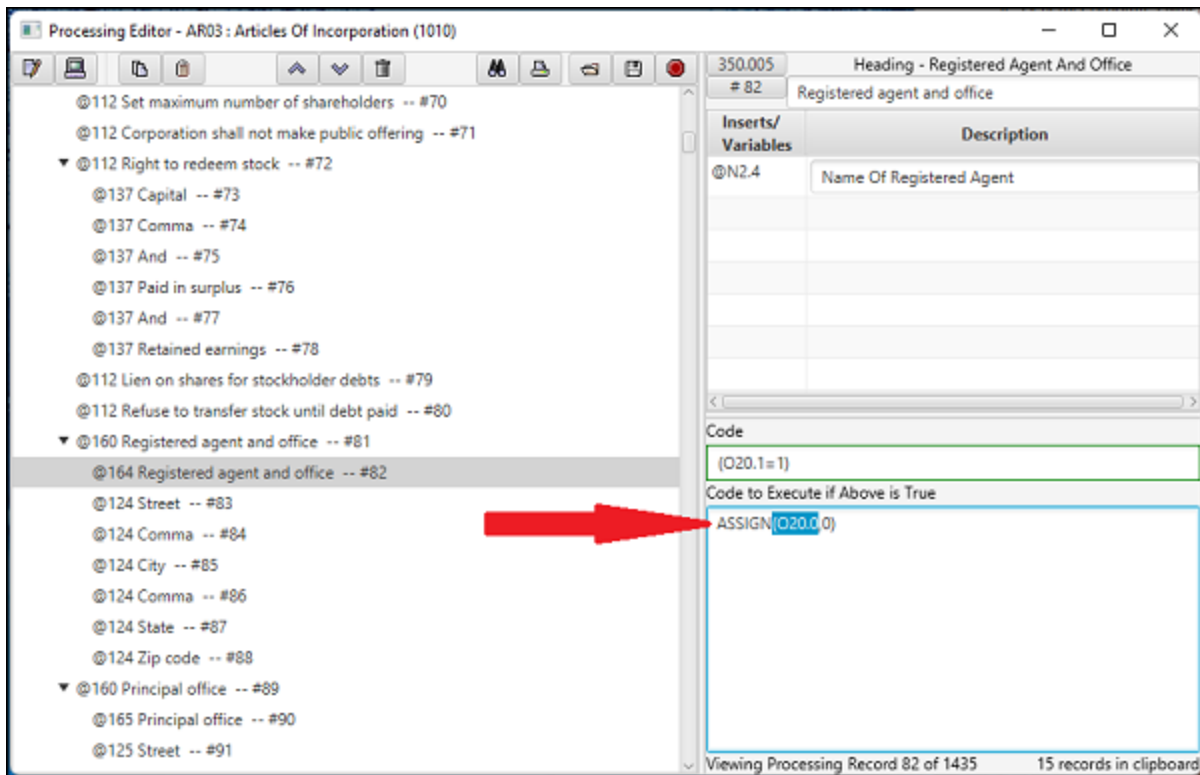 Processing Editor - AR03 : Articles Of Incorporation (1010)
@112 Set maximum number of shareholders -- #70
@112 Corporation shall not make public offering -- #71
@112 Right to redeem stock -- #72
@137 Capital -- #73
@137 Comma -- #74
@137 And -- #75
@137 Paid in surplus -- #76
@137 And -- #77
@137 Retained earnings -- #78
@112 Lien on shares for stockholder debts -- #79
@112 Refuse to transfer stock until debt paid -- #80
@160 Registered agent and office -- #81
@164 Registered agent and office -- #82
@124 Street -- #83
@124 Comma -- #84
@124 City -- #85
@124 Comma -- #86
@124 State -- #87
@124 Zip code -- #88
@160 Principal office -- #89
@165 Principal office -- #90
@125 Street -- #91
350.005 Heading - Registered Agent And Office
# 82 Registered agent and office
Inserts/
Variables Description
@N2.4 Name Of Registered Agent
Code
(O20.1=1)
Code to Execute if Above is True
ASSIGN(O20.0,0)
Viewing Processing Record 82 of 1435 15 records in clipboard